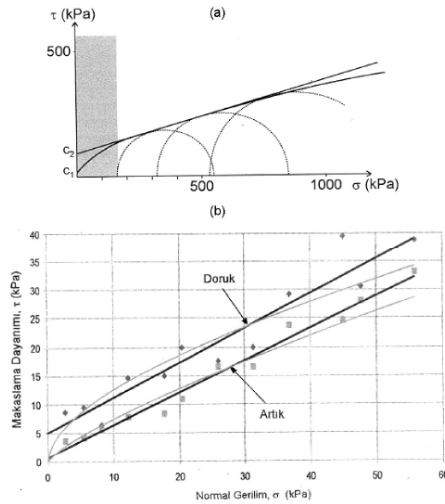 (a)
τ (kPa)
500
C₂
C₁
500
1000
σ (kPa)
(b)
Makaslama Dayanımı, τ (kPa)
40
35
30
25
20
15
10
5
0
Doruk
Artık
0
10
20
30
40
50
60
Normal Gerilim, σ (kPa)